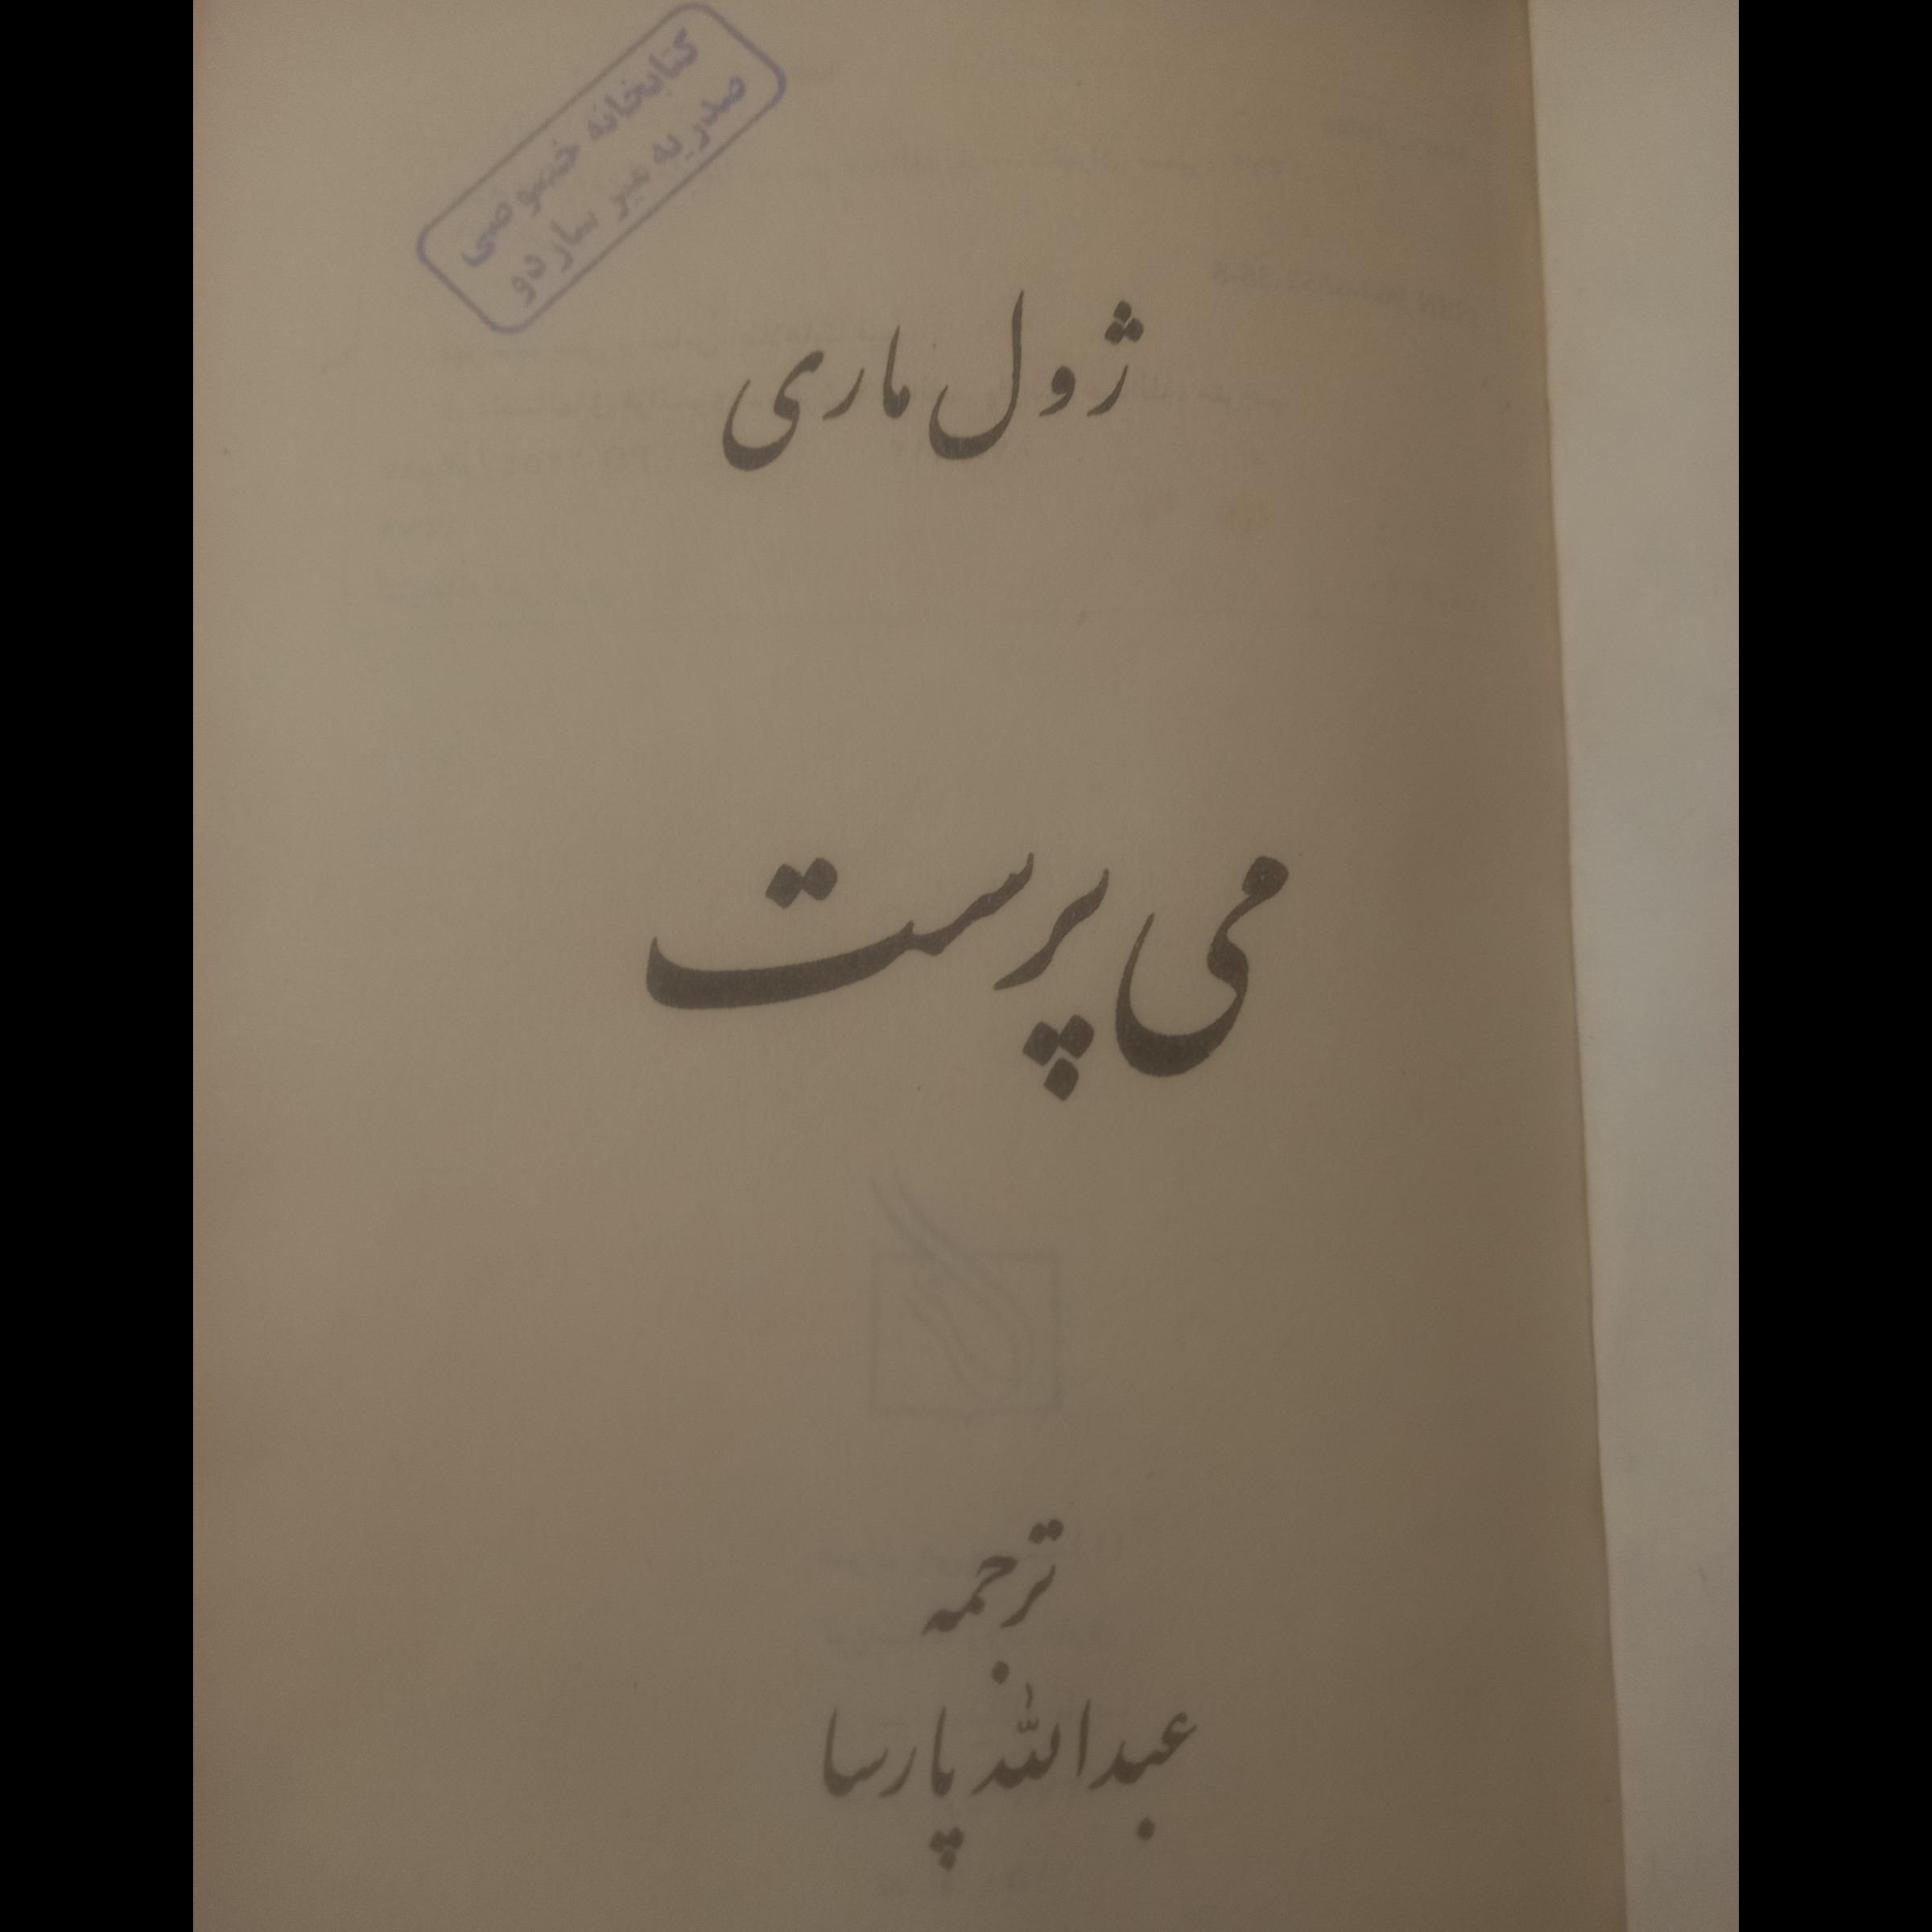 کتابخانه خصوصی
صدریه میر ساردو
ژول ماری
می پرست
ترجمه
عبدالله پارسا